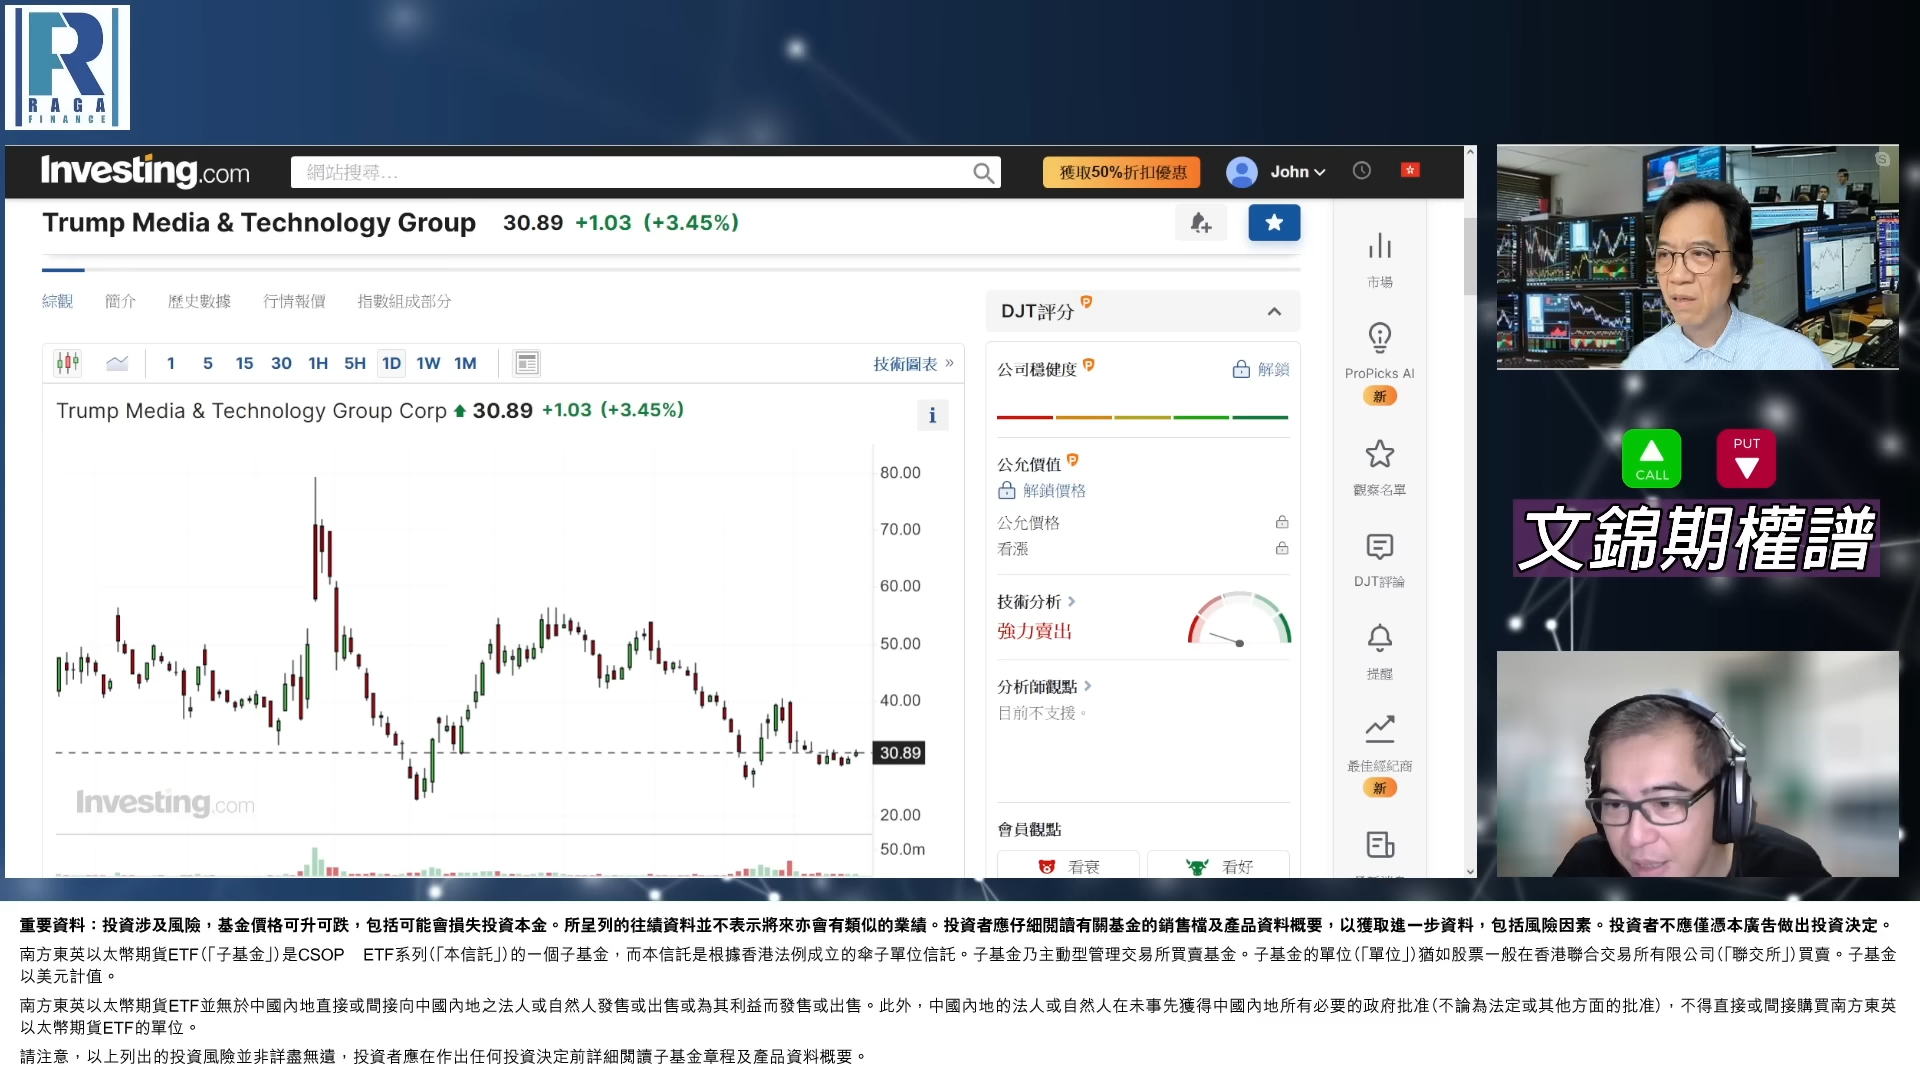 RAGA
FINANCE
Investing.com
網站搜尋...
獲取50%折扣優惠
John
Trump Media & Technology Group 30.89 +1.03 (+3.45%)
綜觀 簡介 歷史數據 行情報價 指數組成部分
1 5 15 30 1H 5H 1D 1W 1M
技術圖表 »
Trump Media & Technology Group Corp 30.89 +1.03 (+3.45%)
i
80.00
70.00
60.00
50.00
40.00
30.89
20.00
50.0m
Investing.com
DJT評分
公司穩健度
解鎖
公允價值
解鎖價格
公允價格
看漲
技術分析
強力賣出
分析師觀點
目前不支援。
會員觀點
看衰
看好
市場
ProPicks AI
新
觀察名單
DJT評論
提醒
最佳經紀商
新
CALL
PUT
文錦期權譜
重要資料：投資涉及風險，基金價格可升可跌，包括可能會損失投資本金。所呈列的往績資料並不表示將來亦會有類似的業績。投資者應仔細閱讀有關基金的銷售檔及產品資料概要，以獲取進一步資料，包括風險因素。投資者不應僅憑本廣告做出投資決定。
南方東英以太幣期貨ETF(「子基金」)是CSOP ETF系列(「本信託」)的一個子基金，而本信託是根據香港法例成立的傘子單位信託。子基金乃主動型管理交易所買賣基金。子基金的單位(「單位」)猶如股票一般在香港聯合交易所有限公司(「聯交所」)買賣。子基金
以美元計值。
南方東英以太幣期貨ETF並無於中國內地直接或間接向中國內地之法人或自然人發售或出售或為其利益而發售或出售。此外，中國內地的法人或自然人在未事先獲得中國內地所有必要的政府批准(不論為法定或其他方面的批准)，不得直接或間接購買南方東英
以太幣期貨ETF的單位。
請注意，以上列出的投資風險並非詳盡無遺，投資者應在作出任何投資決定前詳細閱讀子基金章程及產品資料概要。